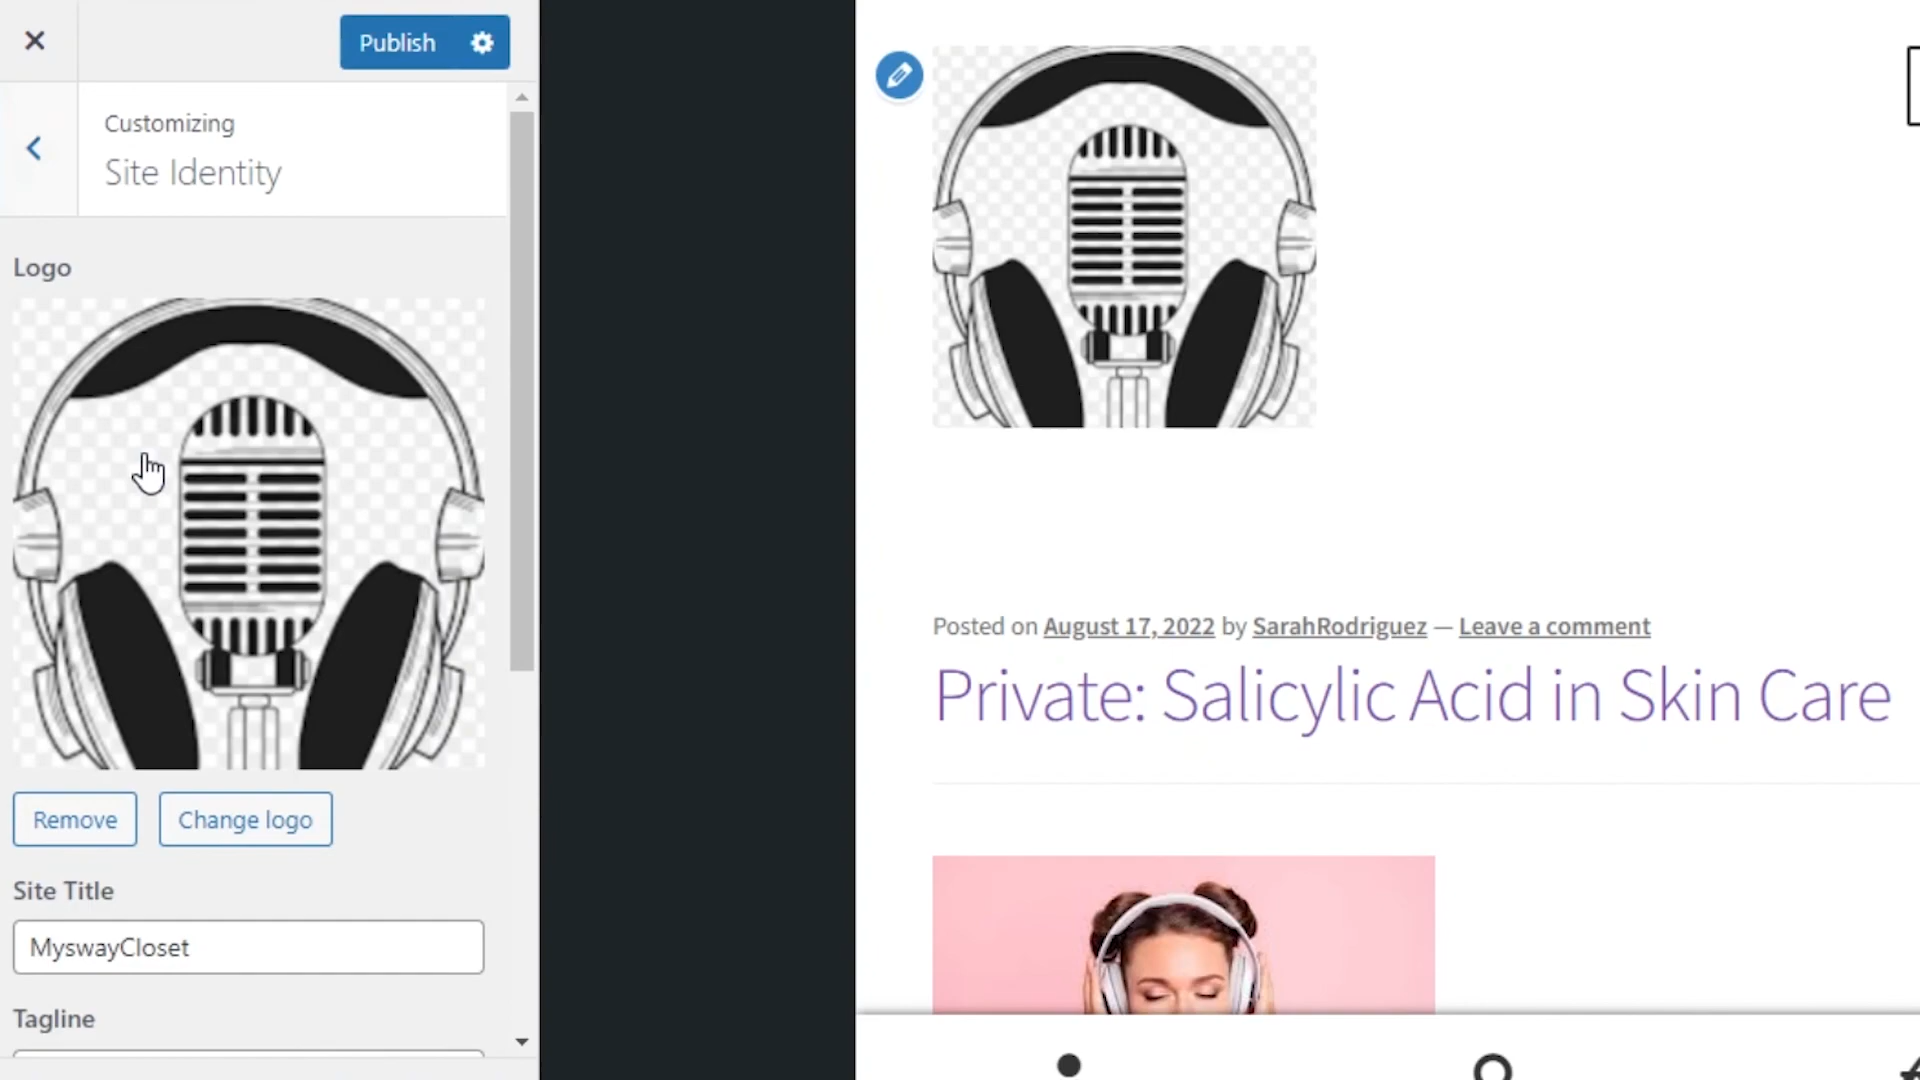 Publish
Customizing
Site Identity
Logo
Remove
Change logo
Site Title
MyswayCloset
Tagline
Posted on August 17, 2022 by SarahRodriguez — Leave a comment
Private: Salicylic Acid in Skin Care